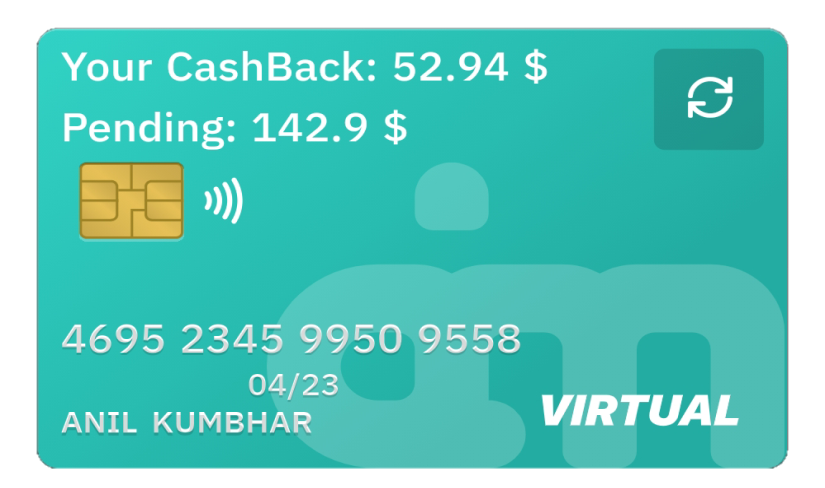 Your CashBack: 52.94 $
Pending: 142.9 $
4695 2345 9950 9558
04/23
ANIL KUMBHAR
VIRTUAL